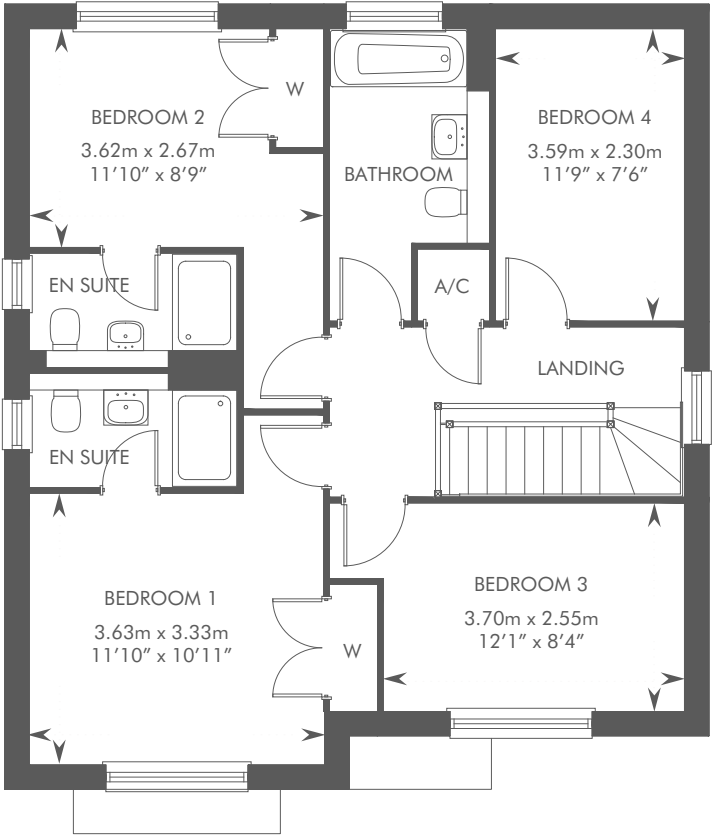 W
BEDROOM 2
3.62m x 2.67m
11'10" x 8'9"
BEDROOM 4
3.59m x 2.30m
11'9" x 7'6"
BATHROOM
EN SUITE
A/C
LANDING
EN SUITE
BEDROOM 1
3.63m x 3.33m
11'10" x 10'11"
W
BEDROOM 3
3.70m x 2.55m
12'1" x 8'4"